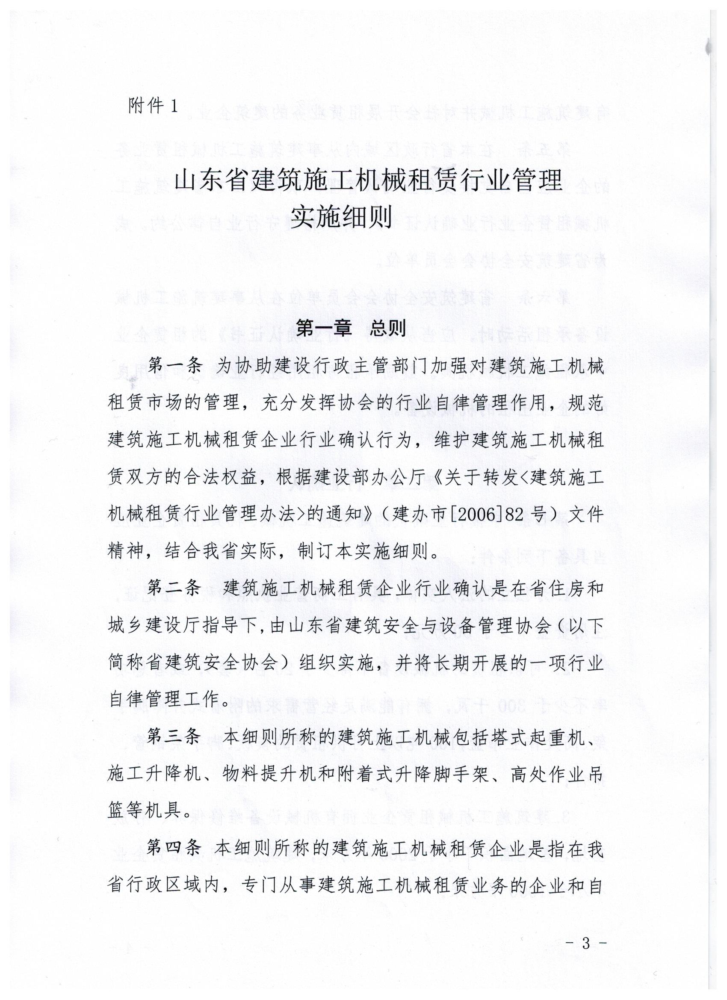 附件1
山东省建筑施工机械租赁行业管理
实施细则
第一章 总则
第一条 为协助建设行政主管部门加强对建筑施工机械
租赁市场的管理，充分发挥协会的行业自律管理作用，规范
建筑施工机械租赁企业行业确认行为，维护建筑施工机械租
赁双方的合法权益，根据建设部办公厅《关于转发<建筑施工
机械租赁行业管理办法>的通知》（建办市[2006]82号）文件
精神，结合我省实际，制订本实施细则。
第二条 建筑施工机械租赁企业行业确认是在省住房和
城乡建设厅指导下,由山东省建筑安全与设备管理协会（以下
简称省建筑安全协会）组织实施，并将长期开展的一项行业
自律管理工作。
第三条 本细则所称的建筑施工机械包括塔式起重机、
施工升降机、物料提升机和附着式升降脚手架、高处作业吊
篮等机具。
第四条 本细则所称的建筑施工机械租赁企业是指在我
省行政区域内，专门从事建筑施工机械租赁业务的企业和自
- 3 -